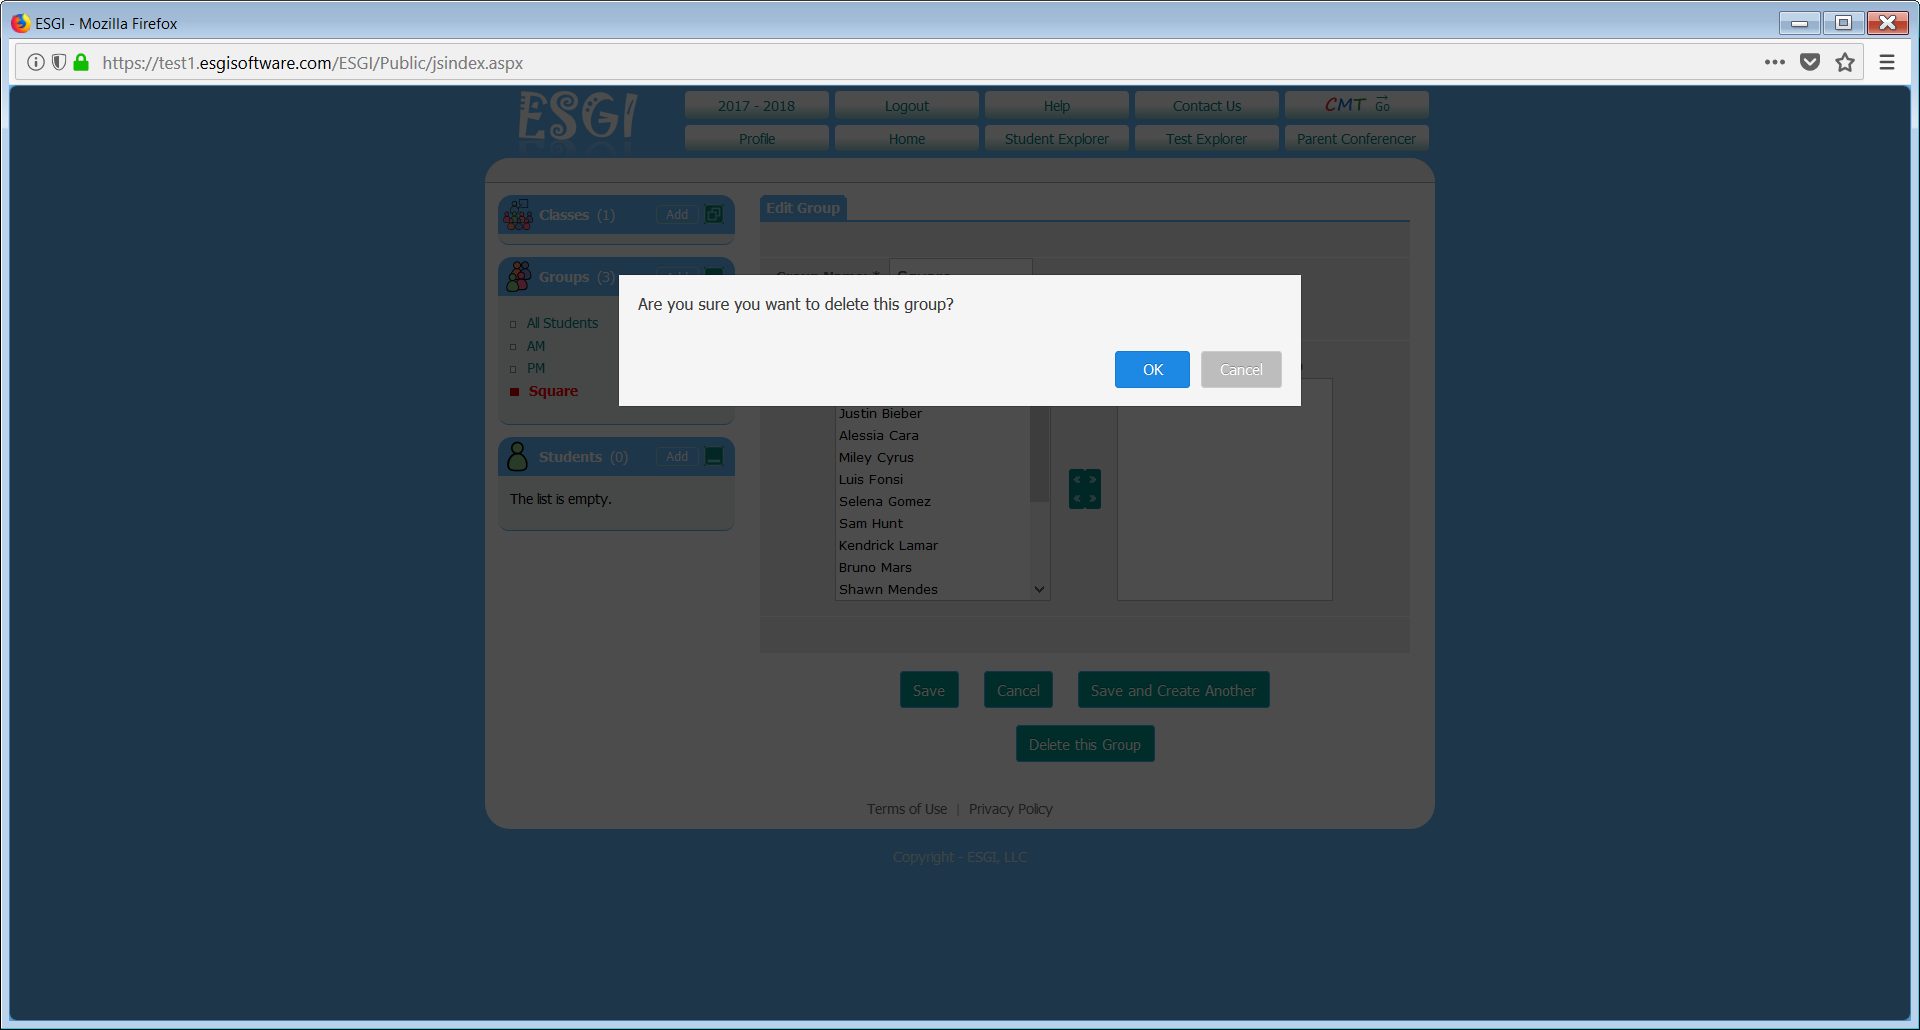 ESGI - Mozilla Firefox
https://test1.esgisoftware.com/ESGI/Public/jsindex.aspx
ESGI
2017 - 2018
Logout
Help
Contact Us
CMT Go
Profile
Home
Student Explorer
Test Explorer
Parent Conferencer
Classes (1)
Add
Edit Group
Groups (3)
All Students
AM
PM
Square
Are you sure you want to delete this group?
OK
Cancel
Students (0)
Add
The list is empty.
Justin Bieber
Alessia Cara
Miley Cyrus
Luis Fonsi
Selena Gomez
Sam Hunt
Kendrick Lamar
Bruno Mars
Shawn Mendes
Save
Cancel
Save and Create Another
Delete this Group
Terms of Use | Privacy Policy
Copyright - ESGI, LLC